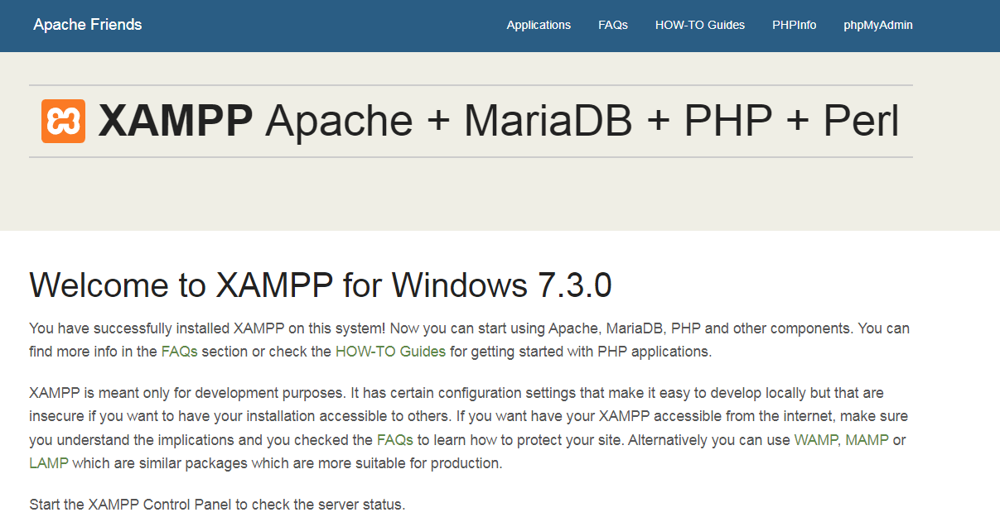 Apache Friends
Applications FAQs HOW-TO Guides PHPInfo phpMyAdmin
XAMPP Apache + MariaDB + PHP + Perl
Welcome to XAMPP for Windows 7.3.0
You have successfully installed XAMPP on this system! Now you can start using Apache, MariaDB, PHP and other components. You can
find more info in the FAQs section or check the HOW-TO Guides for getting started with PHP applications.
XAMPP is meant only for development purposes. It has certain configuration settings that make it easy to develop locally but that are
insecure if you want to have your installation accessible to others. If you want have your XAMPP accessible from the internet, make sure
you understand the implications and you checked the FAQs to learn how to protect your site. Alternatively you can use WAMP, MAMP or
LAMP which are similar packages which are more suitable for production.
Start the XAMPP Control Panel to check the server status.